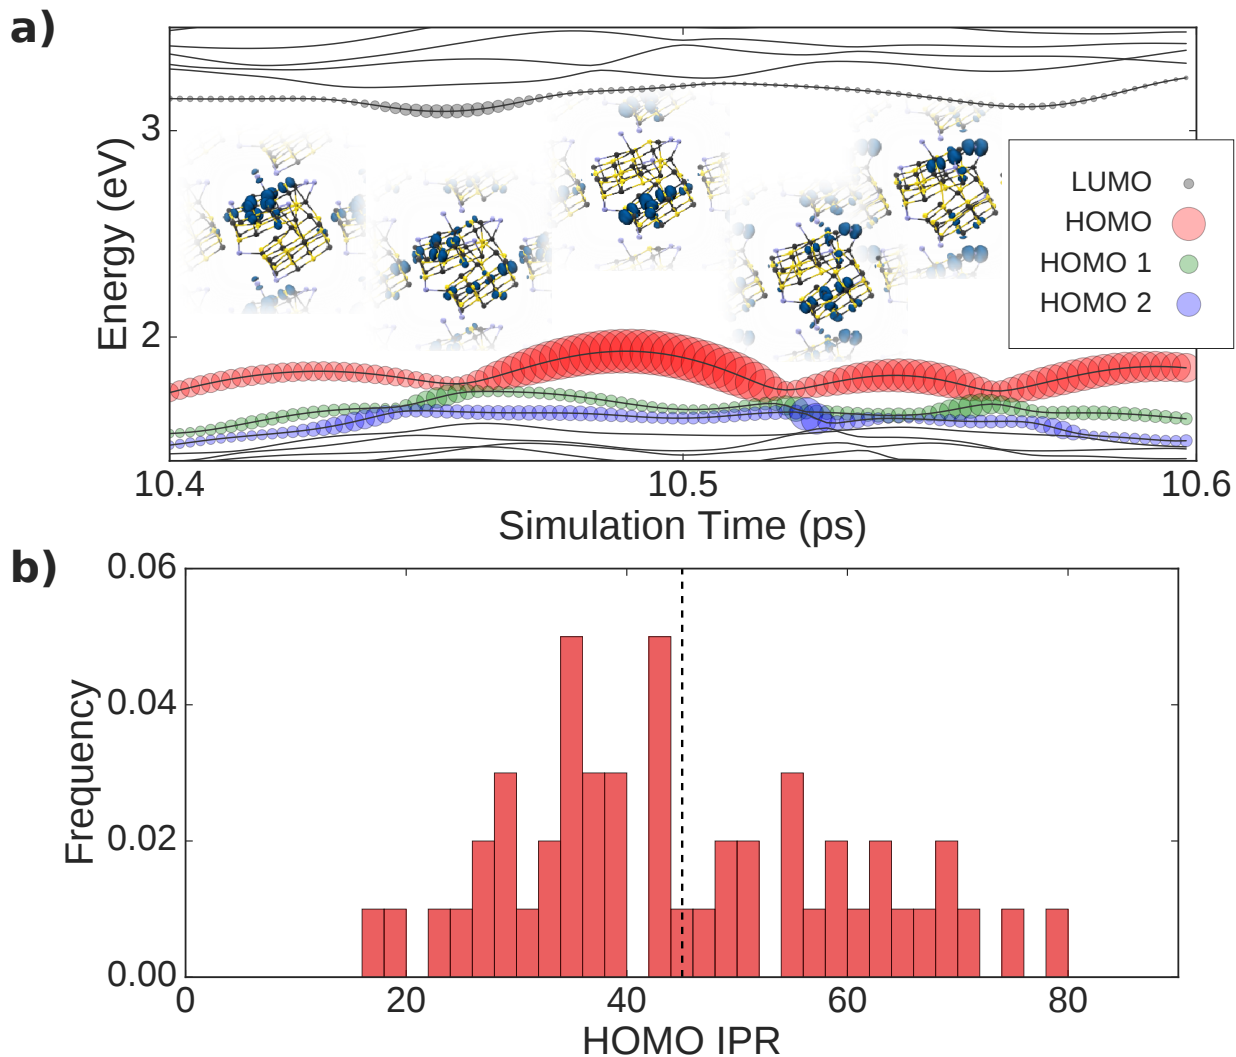 a)
3
2
Energy (eV)
LUMO
HOMO
HOMO 1
HOMO 2
10.4 10.5 10.6
Simulation Time (ps)
b)
0.06
0.04
0.02
0.00
Frequency
0 20 40 60 80
HOMO IPR